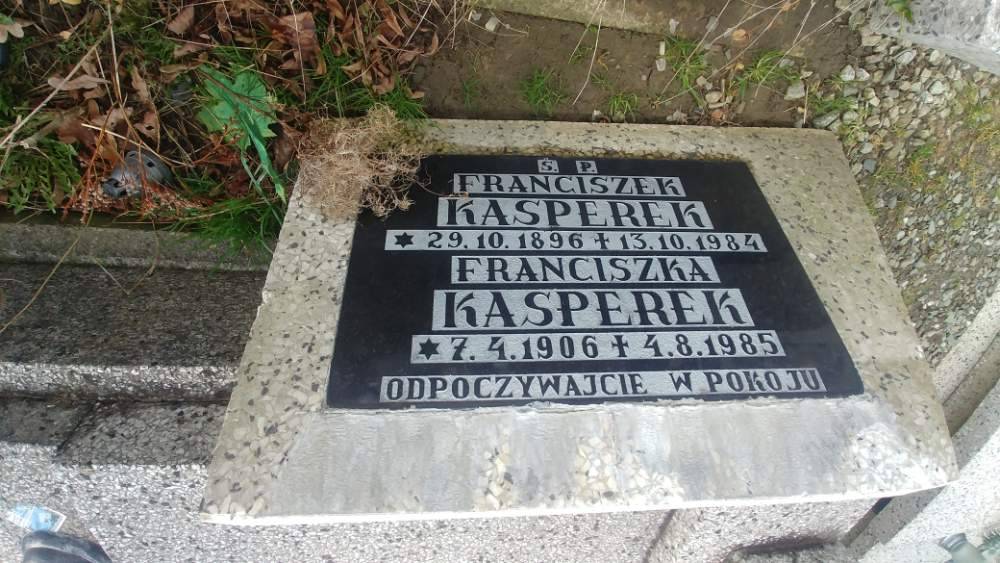 Ś. P.
FRANCISZEK
KASPEREK
✶ 29.10.1896 ✝ 13.10.1984
FRANCISZKA
KASPEREK
✶ 7.4.1906 ✝ 4.8.1985
ODPOCZYWAJCIE W POKOJU